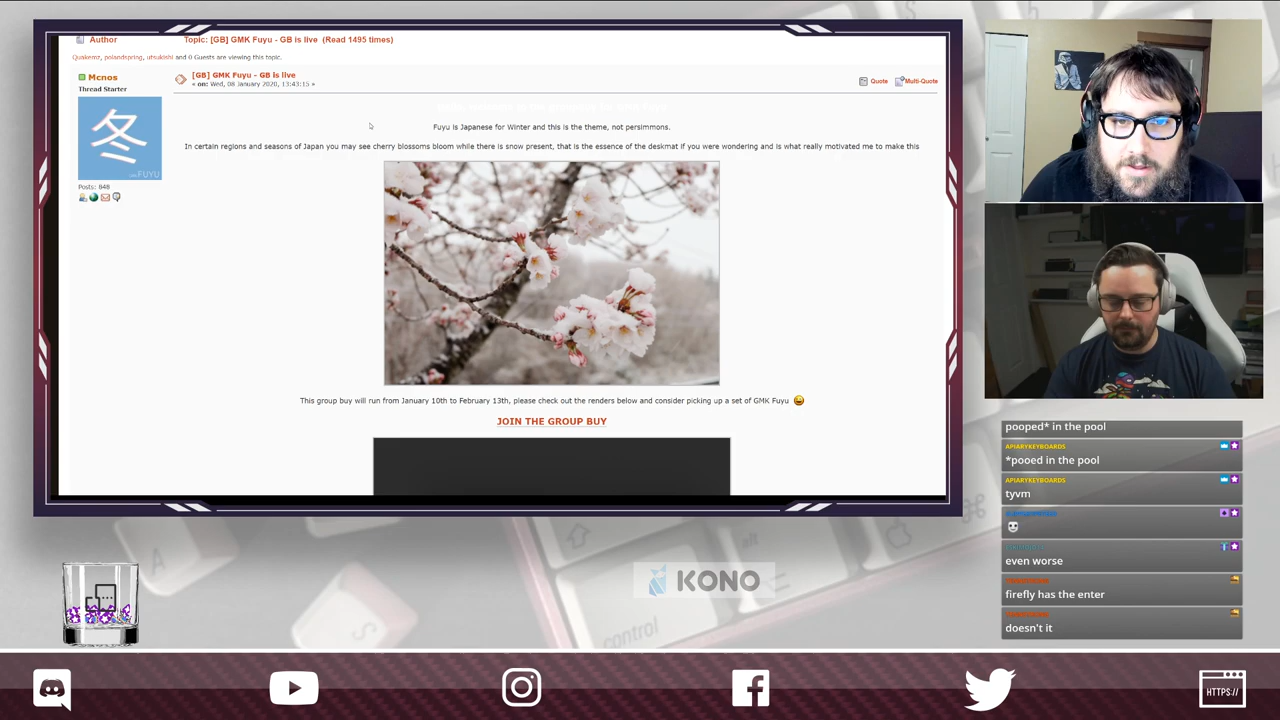 Author
Topic: [GB] GMK Fuyu - GB is live (Read 1495 times)
Quakemz, polandspring, utsukishi and 0 Guests are viewing this topic.
Mcnos
Thread Starter
冬
GMK FUYU
Posts: 848
[GB] GMK Fuyu - GB is live
« on: Wed, 08 January 2020, 13:43:15 »
Quote
Multi-Quote
Fuyu is Japanese for Winter and this is the theme, not persimmons.
In certain regions and seasons of Japan you may see cherry blossoms bloom while there is snow present, that is the essence of the deskmat if you were wondering and is what really motivated me to make this
This group buy will run from January 10th to February 13th, please check out the renders below and consider picking up a set of GMK Fuyu
JOIN THE GROUP BUY
pooped* in the pool
APIARYKEYBOARDS
*pooed in the pool
APIARYKEYBOARDS
tyvm
even worse
firefly has the enter
doesn't it
KONO
A
alt
control
HTTPS://